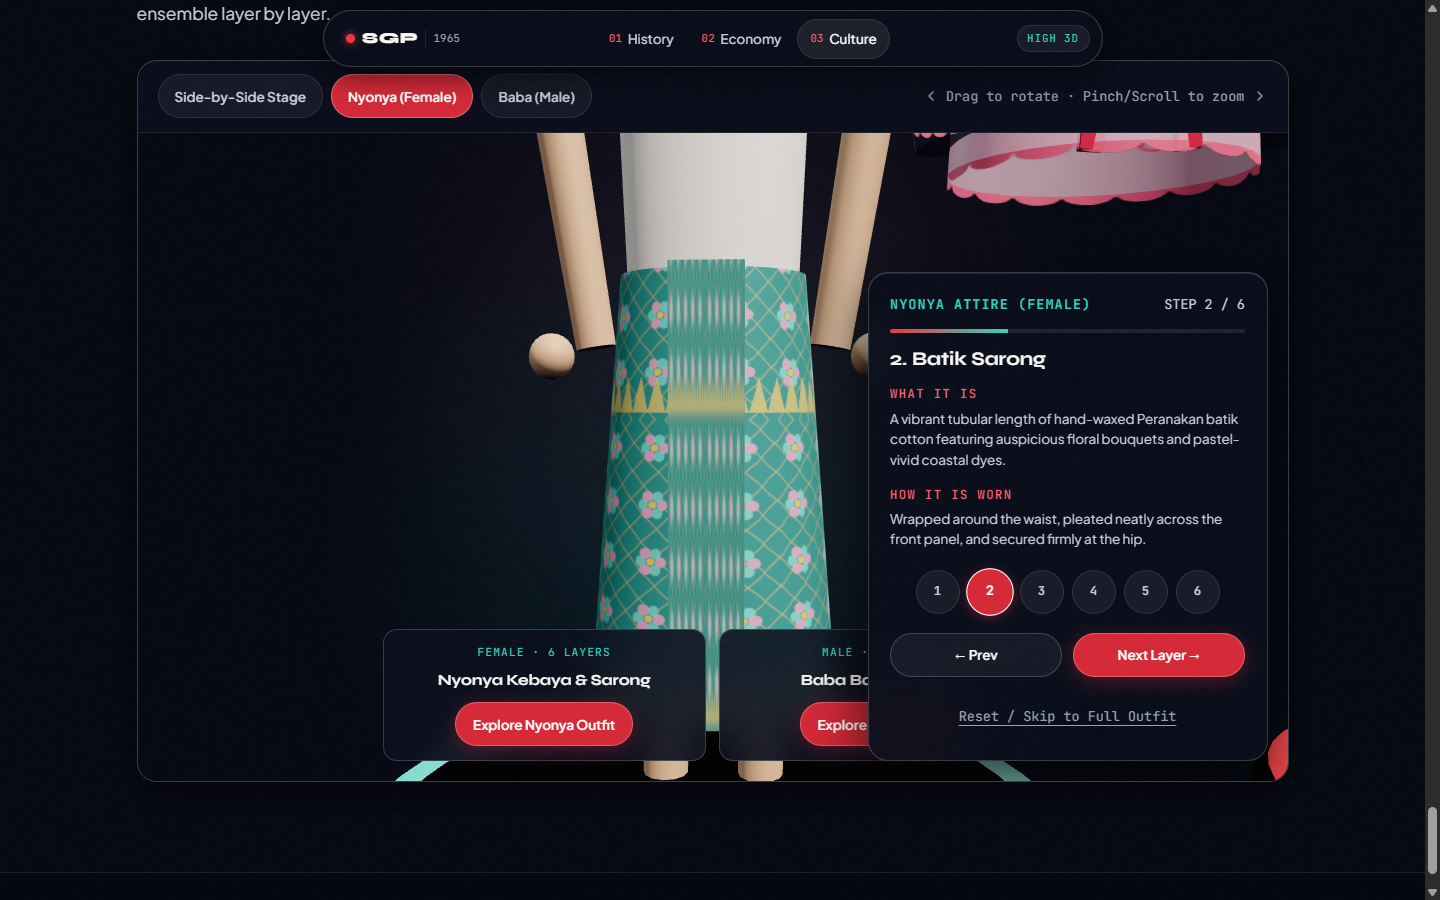 ensemble layer by layer.
SGP 1965
01 History
02 Economy
03 Culture
HIGH 3D
Side-by-Side Stage
Nyonya (Female)
Baba (Male)
Drag to rotate · Pinch/Scroll to zoom
NYONYA ATTIRE (FEMALE)
STEP 2 / 6
2. Batik Sarong
WHAT IT IS
A vibrant tubular length of hand-waxed Peranakan batik
cotton featuring auspicious floral bouquets and pastel-
vivid coastal dyes.
HOW IT IS WORN
Wrapped around the waist, pleated neatly across the
front panel, and secured firmly at the hip.
1 2 3 4 5 6
← Prev
Next Layer →
Reset / Skip to Full Outfit
FEMALE · 6 LAYERS
Nyonya Kebaya & Sarong
Explore Nyonya Outfit
MALE ·
Baba Ba
Explore